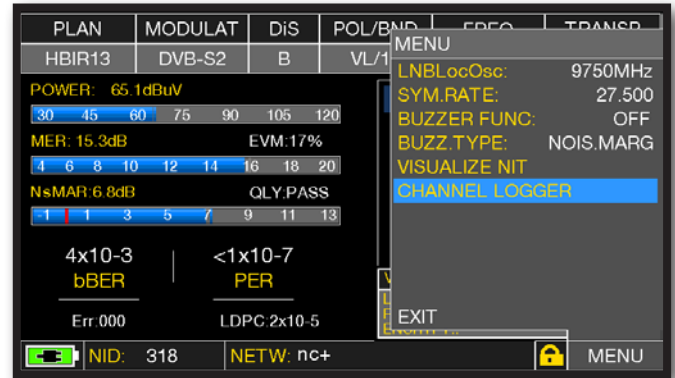 PLAN MODULAT DiS POL/BND FREQ TRANSP
HBIR13 DVB-S2 B VL/1
MENU
LNBLocOsc: 9750MHz
SYM.RATE: 27.500
BUZZER FUNC: OFF
BUZZ.TYPE: NOIS.MARG
VISUALIZE NIT
CHANNEL LOGGER
EXIT
POWER: 65.1dBuV
30 45 60 75 90 105 120
MER: 15.3dB EVM:17%
4 6 8 10 12 14 16 18 20
NsMAR:6.8dB QLY:PASS
-1 1 3 5 7 9 11 13
4x10-3 <1x10-7
bBER PER
Err:000 LDPC:2x10-5
NID: 318 NETW: nc+ MENU